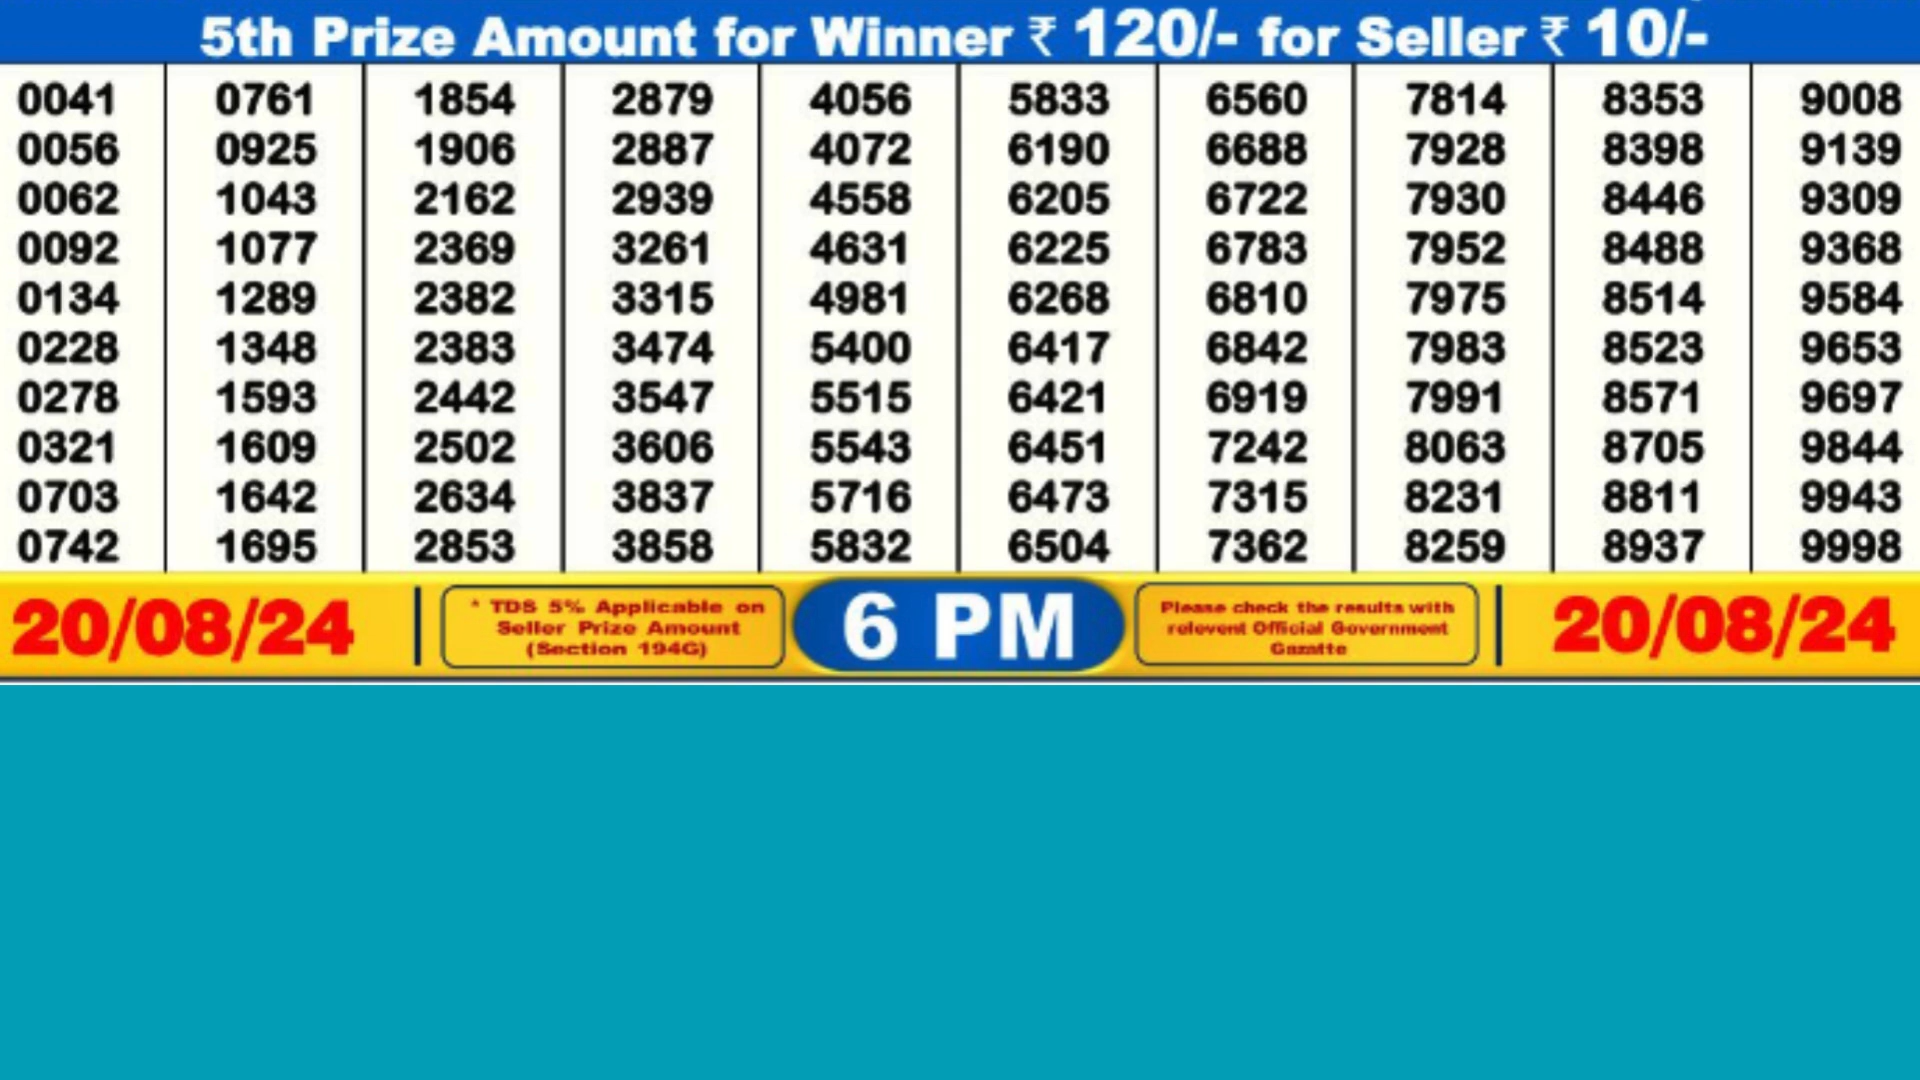 5th Prize Amount for Winner ₹ 120/- for Seller ₹ 10/-
0041 0761 1854 2879 4056 5833 6560 7814 8353 9008
0056 0925 1906 2887 4072 6190 6688 7928 8398 9139
0062 1043 2162 2939 4558 6205 6722 7930 8446 9309
0092 1077 2369 3261 4631 6225 6783 7952 8488 9368
0134 1289 2382 3315 4981 6268 6810 7975 8514 9584
0228 1348 2383 3474 5400 6417 6842 7983 8523 9653
0278 1593 2442 3547 5515 6421 6919 7991 8571 9697
0321 1609 2502 3606 5543 6451 7242 8063 8705 9844
0703 1642 2634 3837 5716 6473 7315 8231 8811 9943
0742 1695 2853 3858 5832 6504 7362 8259 8937 9998
20/08/24
* TDS 5% Applicable on
Seller Prize Amount
(Section 194G)
6 PM
Please check the results with
relevent Official Government
Gazatte
20/08/24